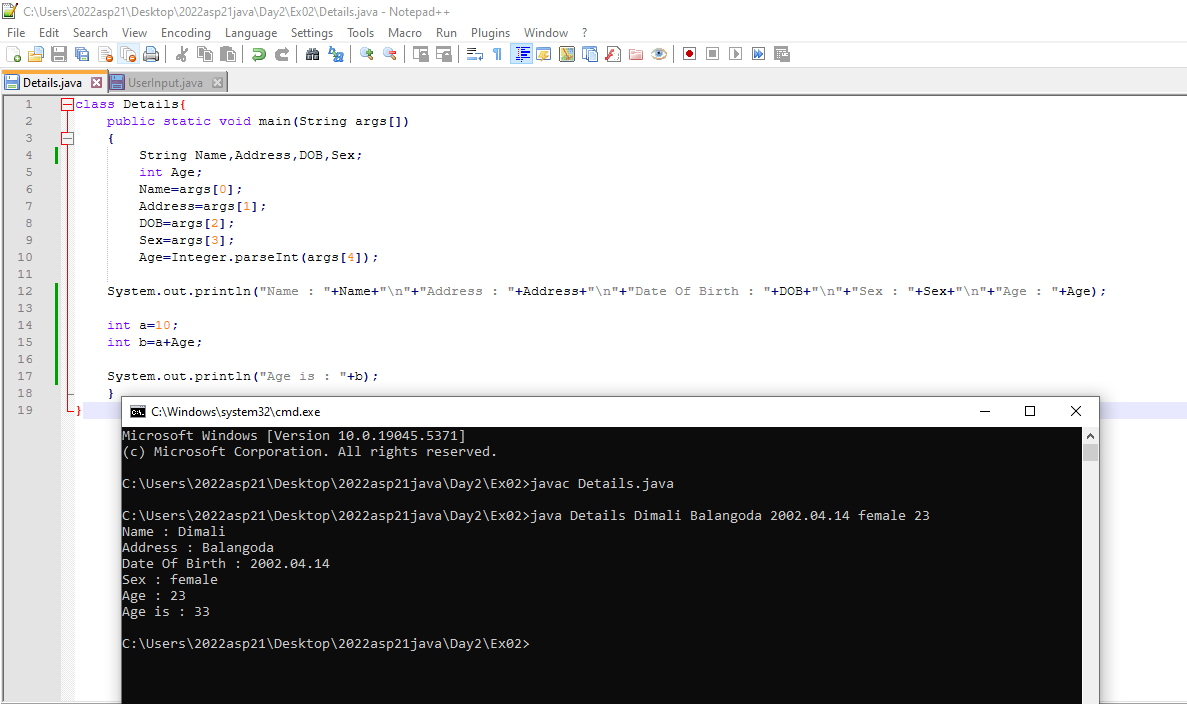 C:\Users\2022asp21\Desktop\2022asp21java\Day2\Ex02\Details.java - Notepad++
File Edit Search View Encoding Language Settings Tools Macro Run Plugins Window ?
Details.java UserInput.java
1 class Details{
2 public static void main(String args[])
3 {
4 String Name,Address,DOB,Sex;
5 int Age;
6 Name=args[0];
7 Address=args[1];
8 DOB=args[2];
9 Sex=args[3];
10 Age=Integer.parseInt(args[4]);
11
12 System.out.println("Name : "+Name+"\n"+"Address : "+Address+"\n"+"Date Of Birth : "+DOB+"\n"+"Sex : "+Sex+"\n"+"Age : "+Age);
13
14 int a=10;
15 int b=a+Age;
16
17 System.out.println("Age is : "+b);
18 }
19 }
C:\Windows\system32\cmd.exe
Microsoft Windows [Version 10.0.19045.5371]
(c) Microsoft Corporation. All rights reserved.
C:\Users\2022asp21\Desktop\2022asp21java\Day2\Ex02>javac Details.java
C:\Users\2022asp21\Desktop\2022asp21java\Day2\Ex02>java Details Dimali Balangoda 2002.04.14 female 23
Name : Dimali
Address : Balangoda
Date Of Birth : 2002.04.14
Sex : female
Age : 23
Age is : 33
C:\Users\2022asp21\Desktop\2022asp21java\Day2\Ex02>